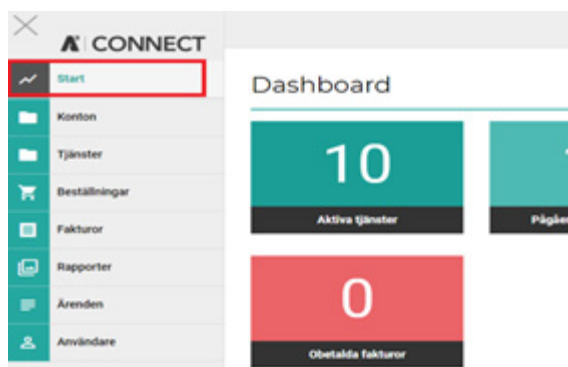 CONNECT
Start
Konton
Tjänster
Beställningar
Fakturor
Rapporter
Ärenden
Användare
Dashboard
10
Aktiva tjänster
0
Obetalda fakturor